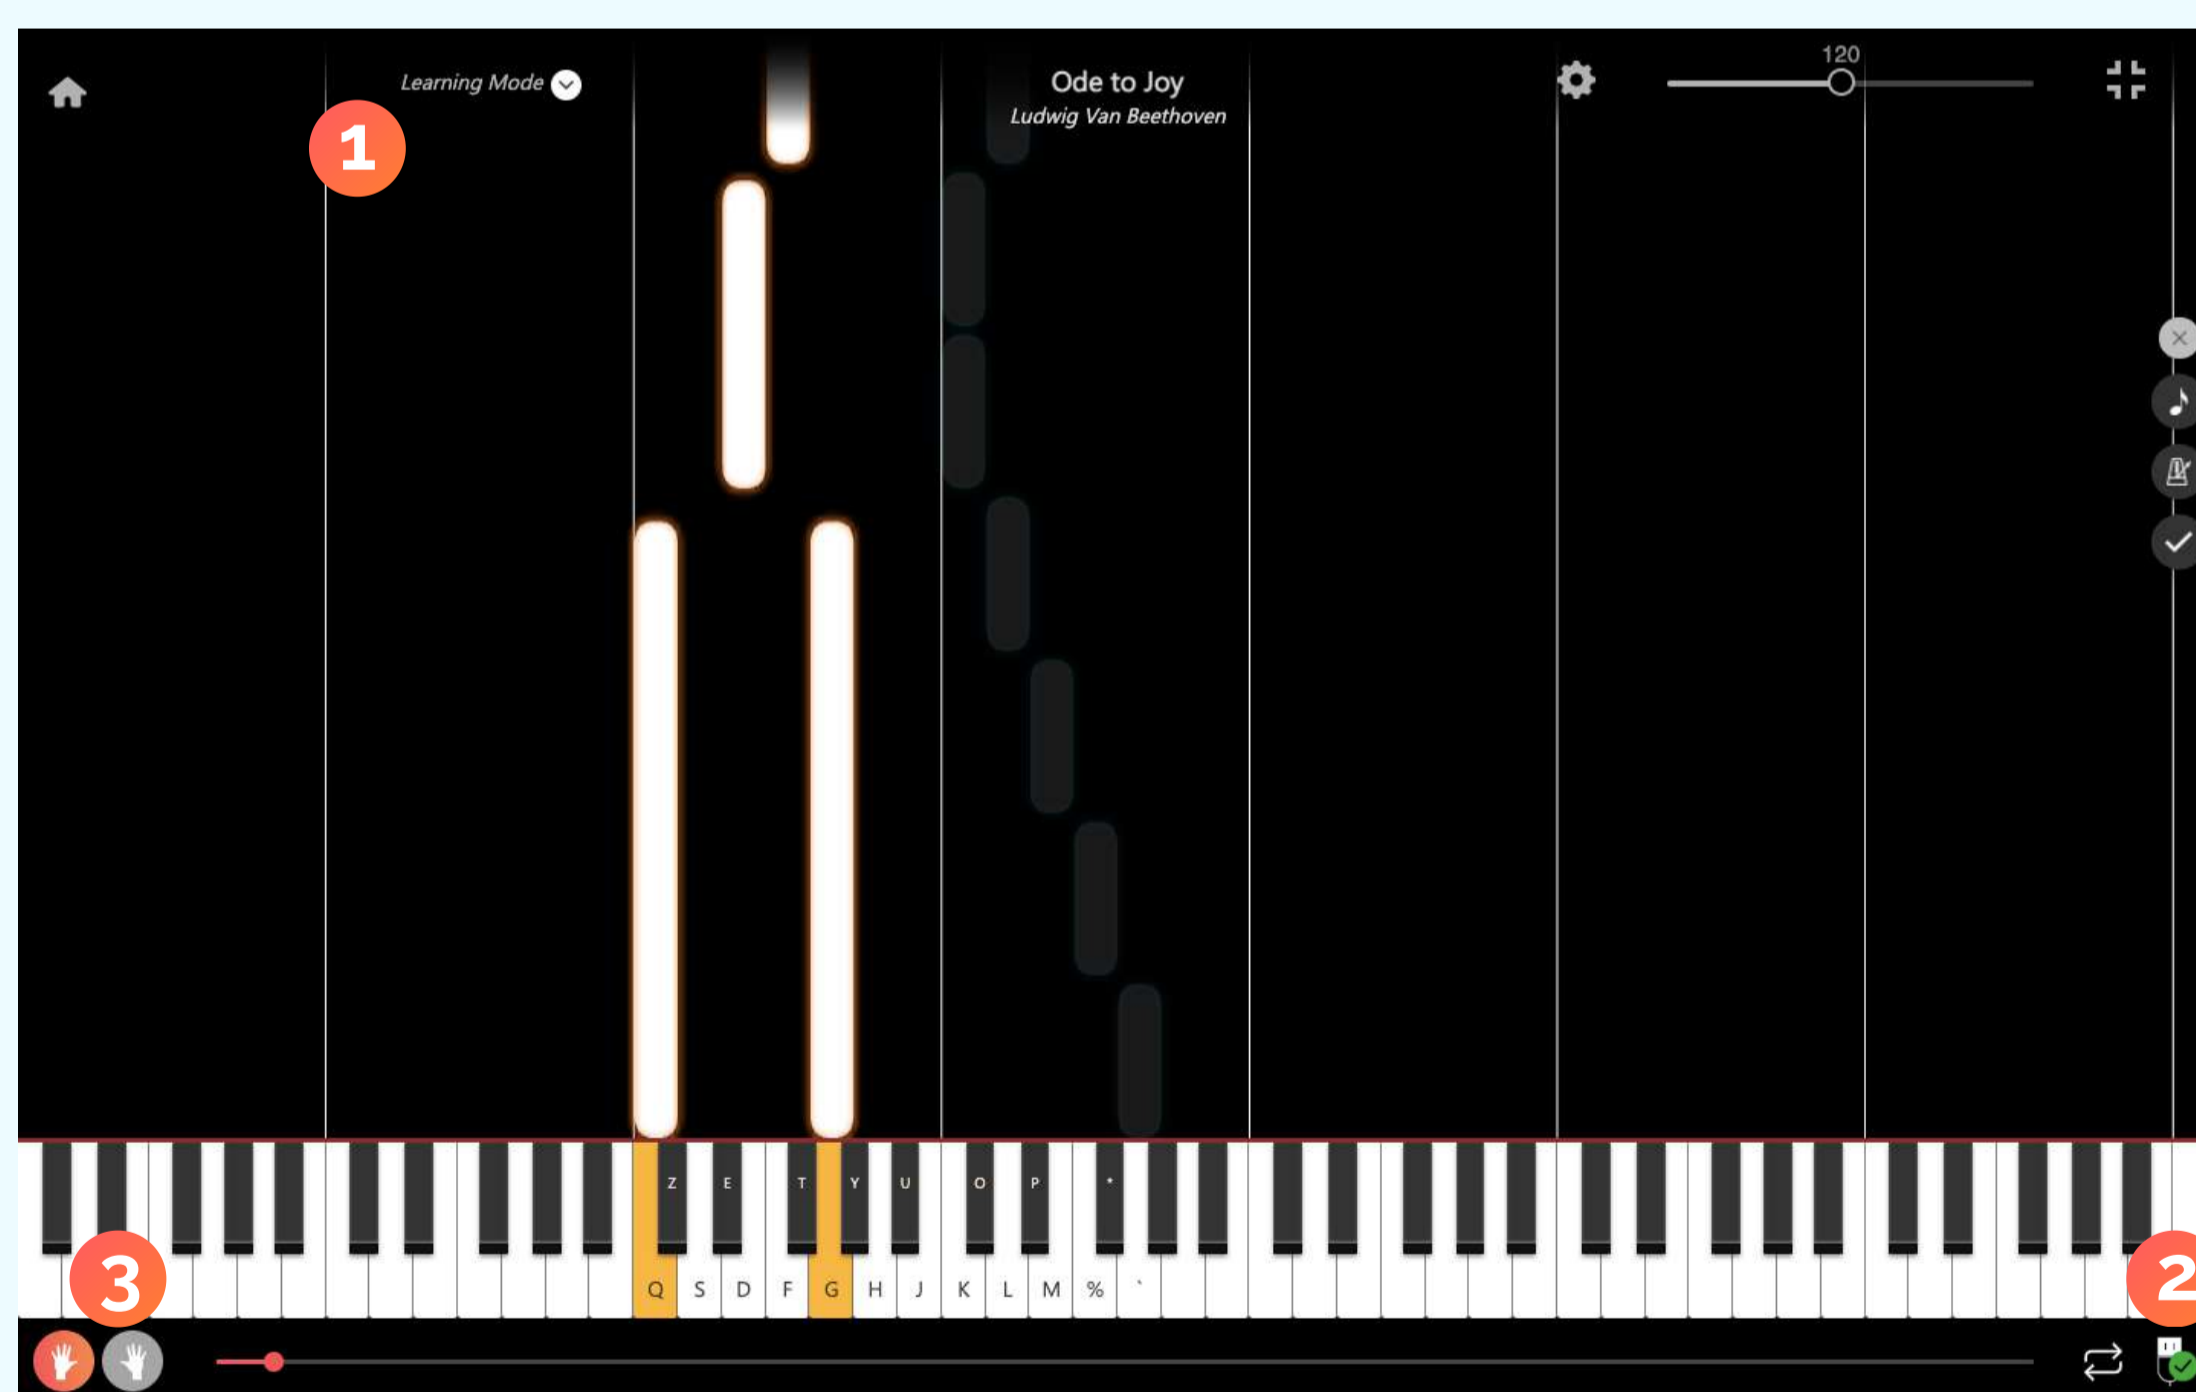 120
Learning Mode
Ode to Joy
Ludwig Van Beethoven
1
Z E T Y U O P *
Q S D F G H J K L M % `
3
2